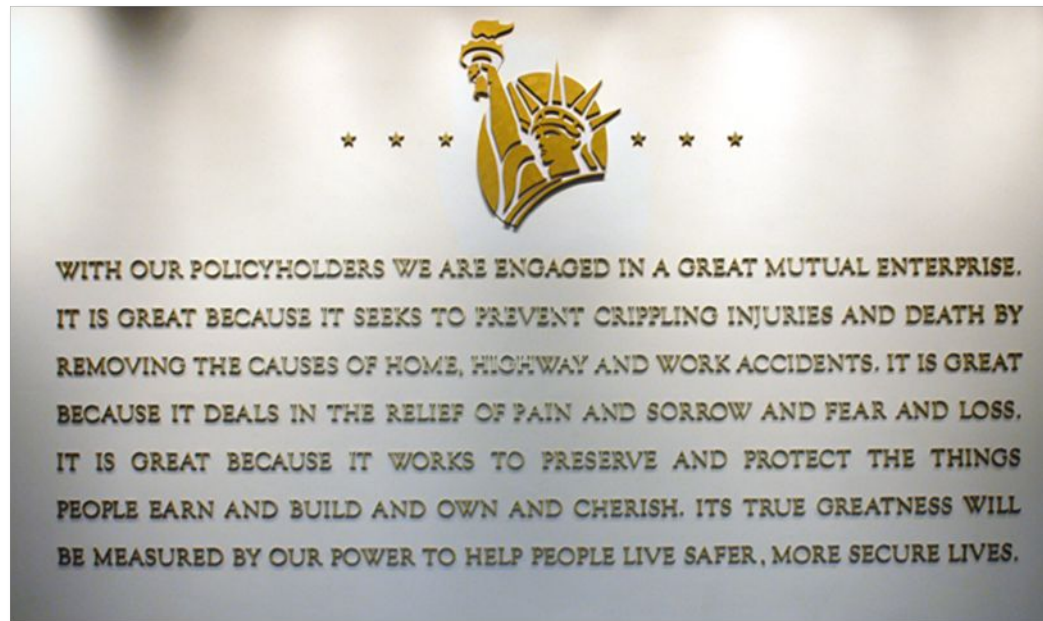 WITH OUR POLICYHOLDERS WE ARE ENGAGED IN A GREAT MUTUAL ENTERPRISE.
IT IS GREAT BECAUSE IT SEEKS TO PREVENT CRIPPLING INJURIES AND DEATH BY
REMOVING THE CAUSES OF HOME, HIGHWAY AND WORK ACCIDENTS. IT IS GREAT
BECAUSE IT DEALS IN THE RELIEF OF PAIN AND SORROW AND FEAR AND LOSS.
IT IS GREAT BECAUSE IT WORKS TO PRESERVE AND PROTECT THE THINGS
PEOPLE EARN AND BUILD AND OWN AND CHERISH. ITS TRUE GREATNESS WILL
BE MEASURED BY OUR POWER TO HELP PEOPLE LIVE SAFER, MORE SECURE LIVES.